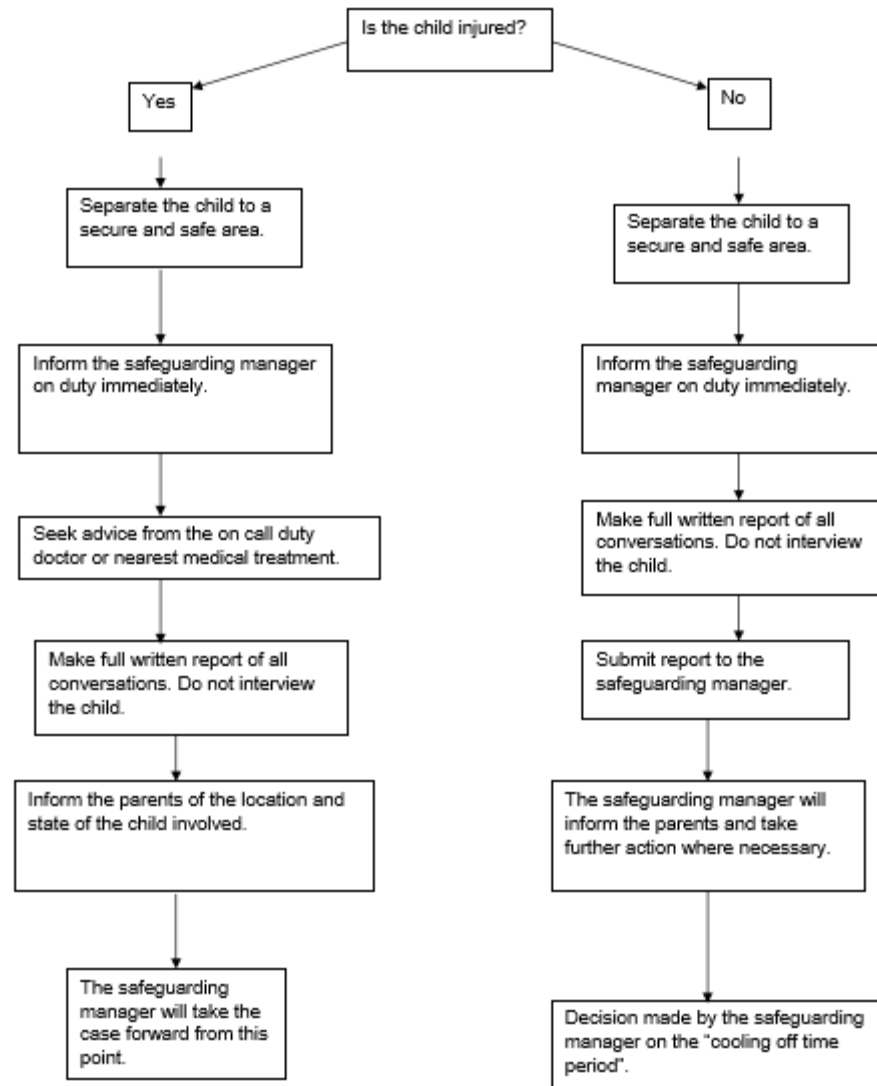 Is the child injured?
Yes
Separate the child to a
secure and safe area.
Inform the safeguarding manager
on duty immediately.
Seek advice from the on call duty
doctor or nearest medical treatment.
Make full written report of all
conversations. Do not interview
the child.
Inform the parents of the location and
state of the child involved.
The safeguarding
manager will take the
case forward from this
point.
No
Separate the child to a
secure and safe area.
Inform the safeguarding
manager on duty immediately.
Make full written report of all
conversations. Do not interview
the child.
Submit report to the
safeguarding manager.
The safeguarding manager will
inform the parents and take
further action where necessary.
Decision made by the safeguarding
manager on the "cooling off time
period".